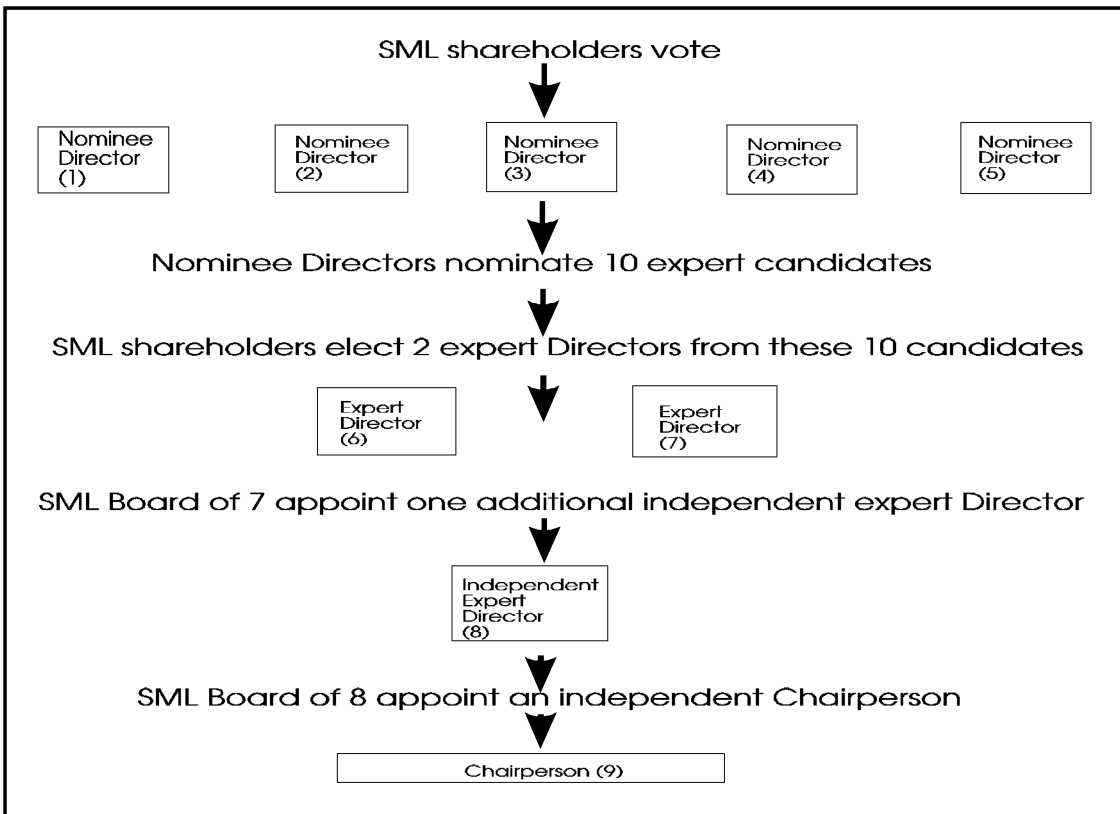 SML shareholders vote
Nominee
Director
(1)
Nominee
Director
(2)
Nominee
Director
(3)
Nominee
Director
(4)
Nominee
Director
(5)
Nominee Directors nominate 10 expert candidates
SML shareholders elect 2 expert Directors from these 10 candidates
Expert
Director
(6)
Expert
Director
(7)
SML Board of 7 appoint one additional independent expert Director
Independent
Expert
Director
(8)
SML Board of 8 appoint an independent Chairperson
Chairperson (9)